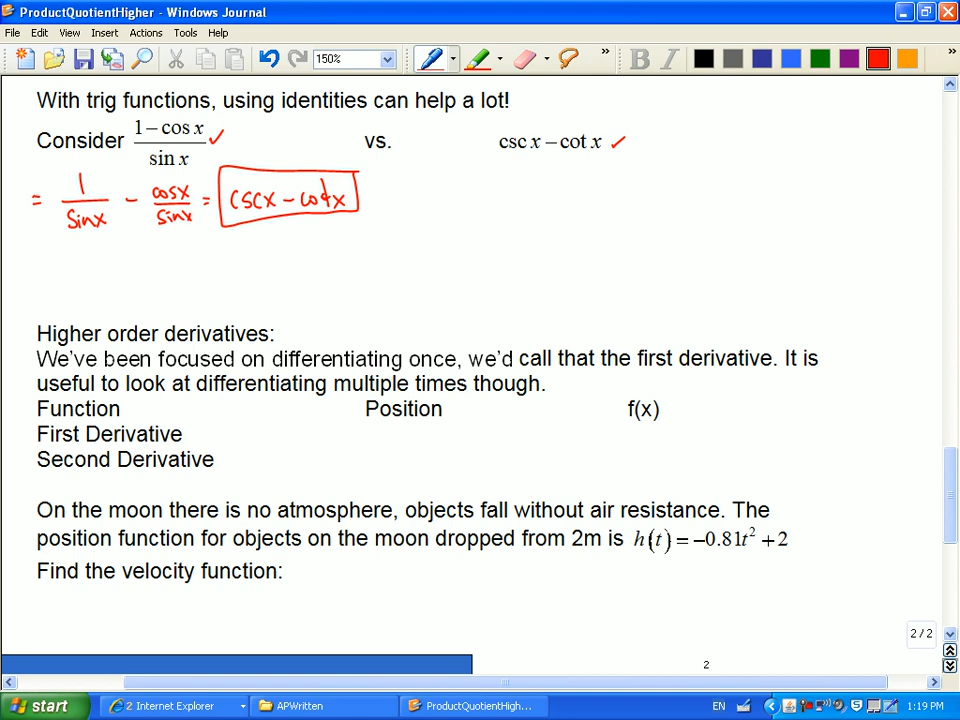 ProductQuotientHigher - Windows Journal
File Edit View Insert Actions Tools Help
150%
With trig functions, using identities can help a lot!
Consider (1 – cos x)/(sin x) ✓ vs. csc x – cot x ✓
= 1/sinx - cosx/sinx = cscx - cotx
Higher order derivatives:
We've been focused on differentiating once, we'd call that the first derivative. It is
useful to look at differentiating multiple times though.
Function Position f(x)
First Derivative
Second Derivative
On the moon there is no atmosphere, objects fall without air resistance. The
position function for objects on the moon dropped from 2m is h(t) = –0.81t² + 2
Find the velocity function:
2 / 2
2
start 2 Internet Explorer APWritten ProductQuotientHigh... EN 1:19 PM